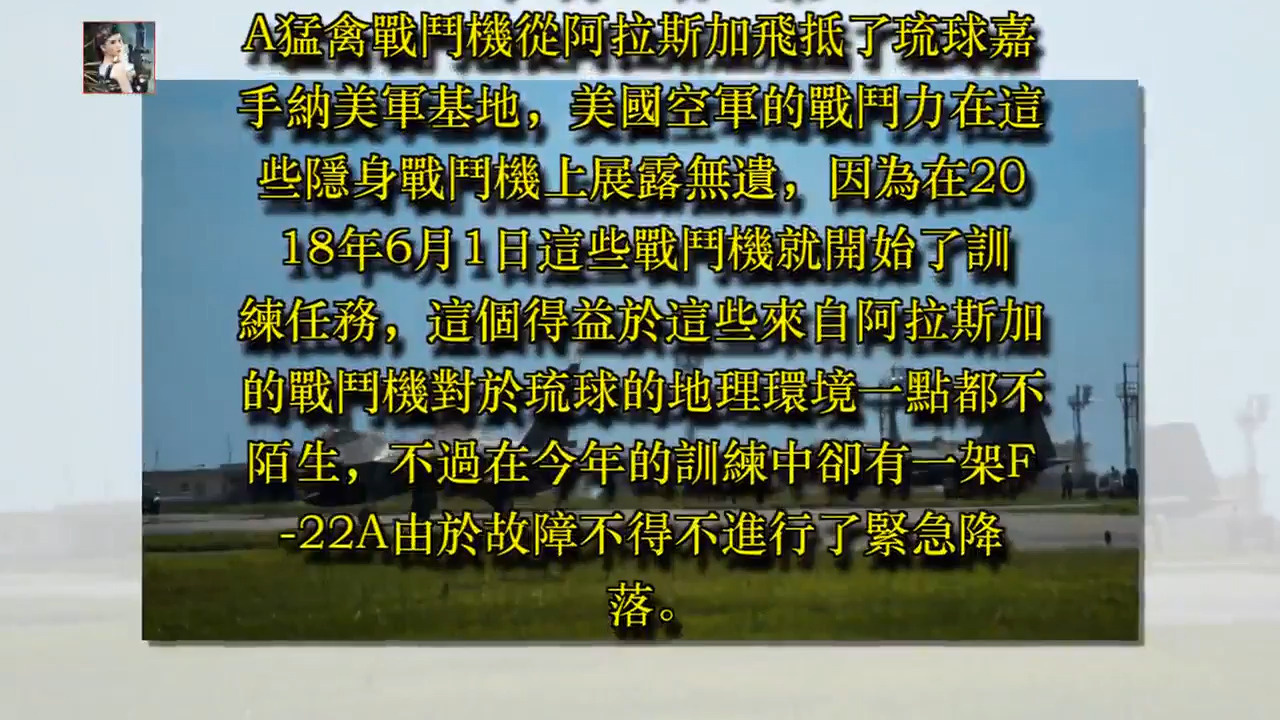 A猛禽戰鬥機從阿拉斯加飛抵了琉球嘉
手納美軍基地，美國空軍的戰鬥力在這
些隱身戰鬥機上展露無遺，因為在20
18年6月1日這些戰鬥機就開始了訓
練任務，這個得益於這些來自阿拉斯加
的戰鬥機對於琉球的地理環境一點都不
陌生，不過在今年的訓練中卻有一架F
-22A由於故障不得不進行了緊急降
落。